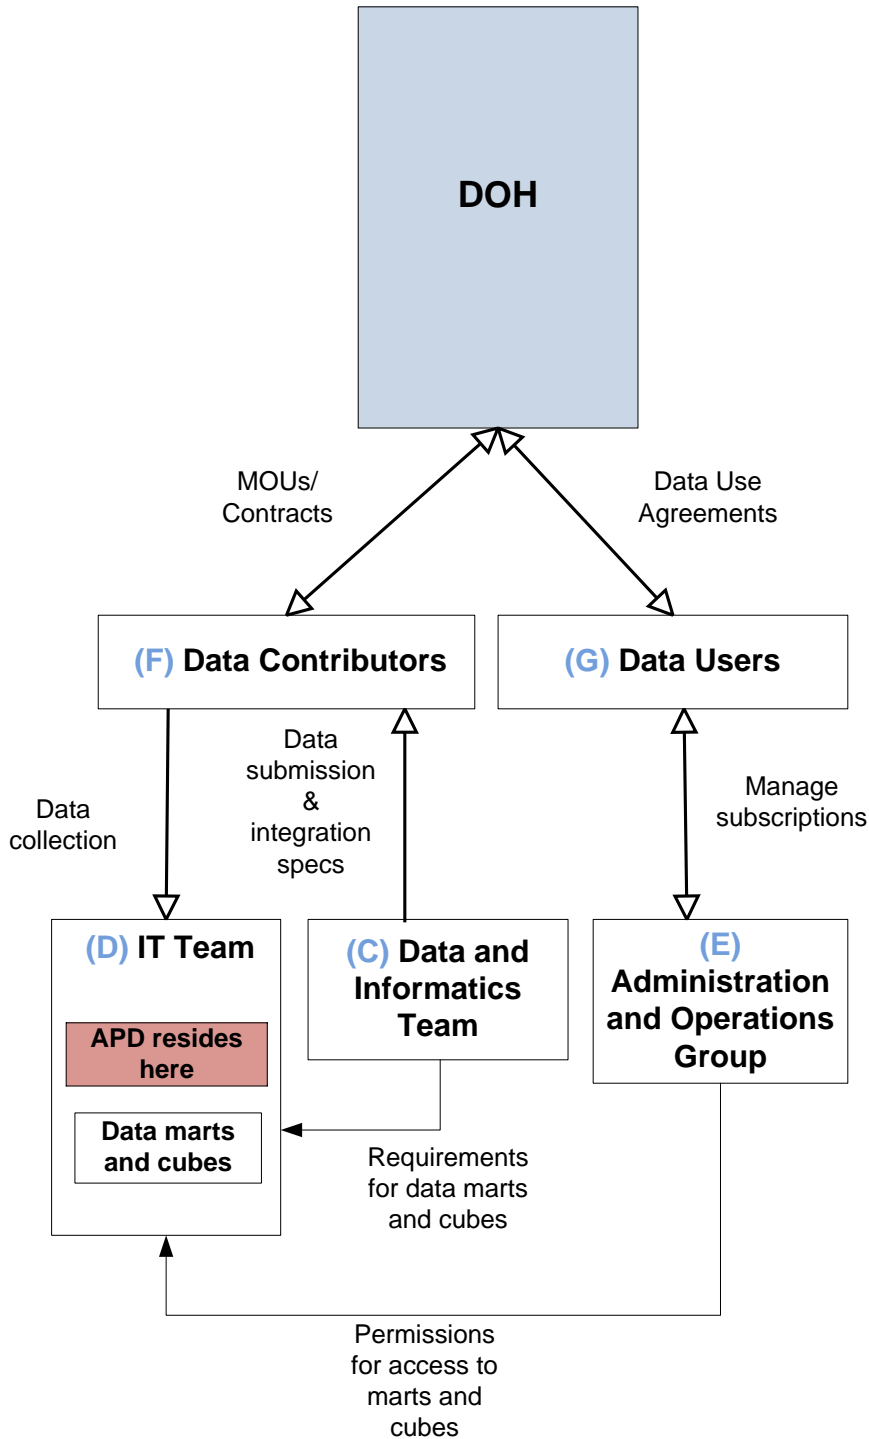 DOH
MOUs/
Contracts
Data Use
Agreements
(F) Data Contributors
(G) Data Users
Data
collection
Data
submission
&
integration
specs
Manage
subscriptions
(D) IT Team
APD resides
here
Data marts
and cubes
(C) Data and
Informatics
Team
(E)
Administration
and Operations
Group
Requirements
for data marts
and cubes
Permissions
for access to
marts and
cubes